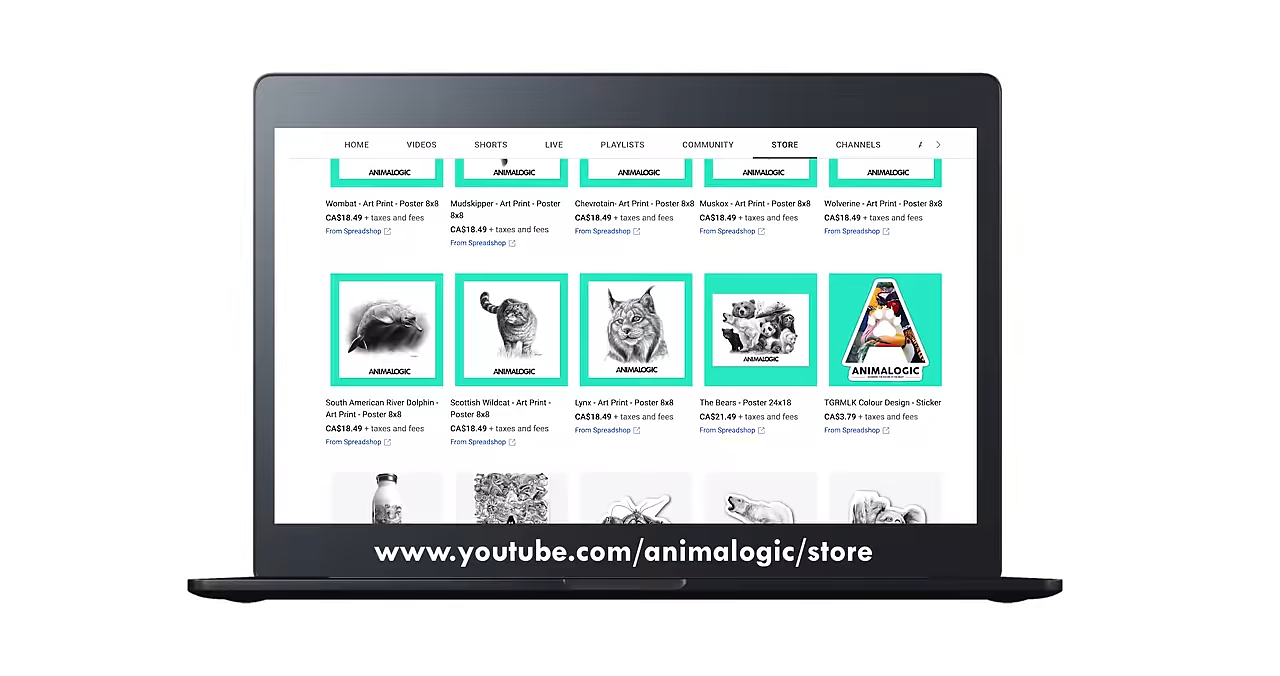 HOME VIDEOS SHORTS LIVE PLAYLISTS COMMUNITY STORE CHANNELS
ANIMALOGIC ANIMALOGIC ANIMALOGIC ANIMALOGIC ANIMALOGIC
Wombat - Art Print - Poster 8x8
CA$18.49 + taxes and fees
From Spreadshop
Mudskipper - Art Print - Poster
8x8
CA$18.49 + taxes and fees
From Spreadshop
Chevrotain- Art Print - Poster 8x8
CA$18.49 + taxes and fees
From Spreadshop
Muskox - Art Print - Poster 8x8
CA$18.49 + taxes and fees
From Spreadshop
Wolverine - Art Print - Poster 8x8
CA$18.49 + taxes and fees
From Spreadshop
ANIMALOGIC
South American River Dolphin -
Art Print - Poster 8x8
CA$18.49 + taxes and fees
From Spreadshop
ANIMALOGIC
Scottish Wildcat - Art Print -
Poster 8x8
CA$18.49 + taxes and fees
From Spreadshop
ANIMALOGIC
Lynx - Art Print - Poster 8x8
CA$18.49 + taxes and fees
From Spreadshop
ANIMALOGIC
The Bears - Poster 24x18
CA$21.49 + taxes and fees
From Spreadshop
ANIMALOGIC
TGRMLK Colour Design - Sticker
CA$3.79 + taxes and fees
From Spreadshop
www.youtube.com/animalogic/store